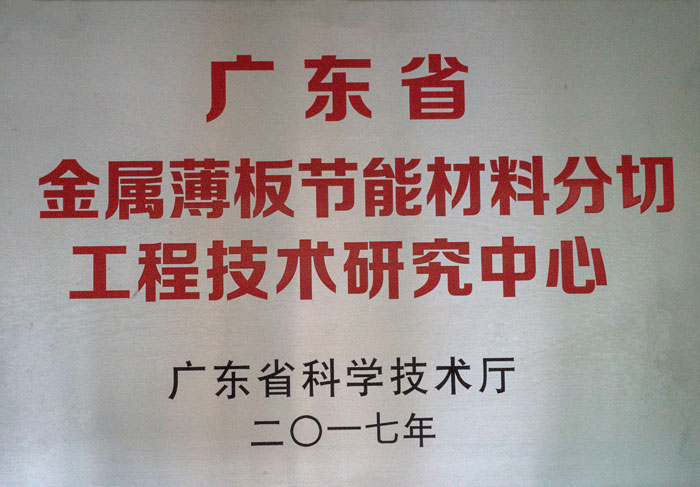 广东省
金属薄板节能材料分切
工程技术研究中心
广东省科学技术厅
二〇一七年